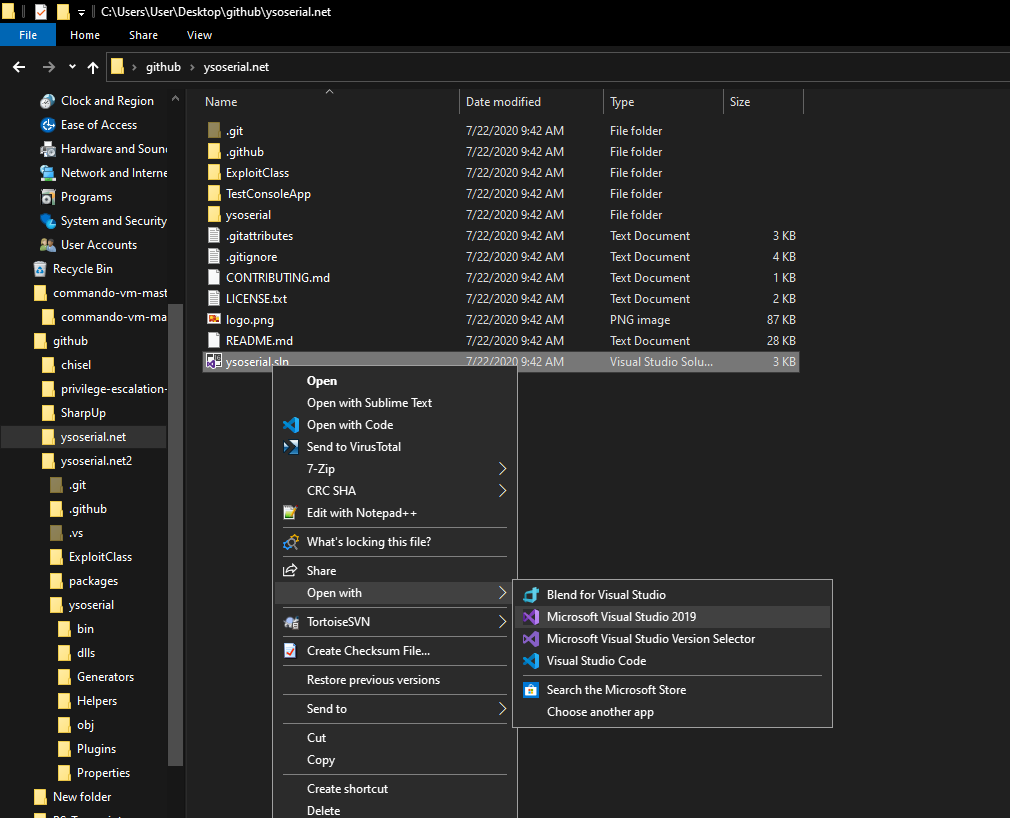 C:\Users\User\Desktop\github\ysoserial.net
File Home Share View
github ysoserial.net
Name Date modified Type Size
Clock and Region
Ease of Access
Hardware and Soun
Network and Interne
Programs
System and Security
User Accounts
Recycle Bin
commando-vm-mast
commando-vm-ma
github
chisel
privilege-escalation-
SharpUp
ysoserial.net
ysoserial.net2
.git
.github
.vs
ExploitClass
packages
ysoserial
bin
dlls
Generators
Helpers
obj
Plugins
Properties
New folder
.git 7/22/2020 9:42 AM File folder
.github 7/22/2020 9:42 AM File folder
ExploitClass 7/22/2020 9:42 AM File folder
TestConsoleApp 7/22/2020 9:42 AM File folder
ysoserial 7/22/2020 9:42 AM File folder
.gitattributes 7/22/2020 9:42 AM Text Document 3 KB
.gitignore 7/22/2020 9:42 AM Text Document 4 KB
CONTRIBUTING.md 7/22/2020 9:42 AM Text Document 1 KB
LICENSE.txt 7/22/2020 9:42 AM Text Document 2 KB
logo.png 7/22/2020 9:42 AM PNG image 87 KB
README.md 7/22/2020 9:42 AM Text Document 28 KB
ysoserial.sln 7/22/2020 9:42 AM Visual Studio Solu... 3 KB
Open
Open with Sublime Text
Open with Code
Send to VirusTotal
7-Zip
CRC SHA
Edit with Notepad++
What's locking this file?
Share
Open with
TortoiseSVN
Create Checksum File...
Restore previous versions
Send to
Cut
Copy
Create shortcut
Delete
Blend for Visual Studio
Microsoft Visual Studio 2019
Microsoft Visual Studio Version Selector
Visual Studio Code
Search the Microsoft Store
Choose another app